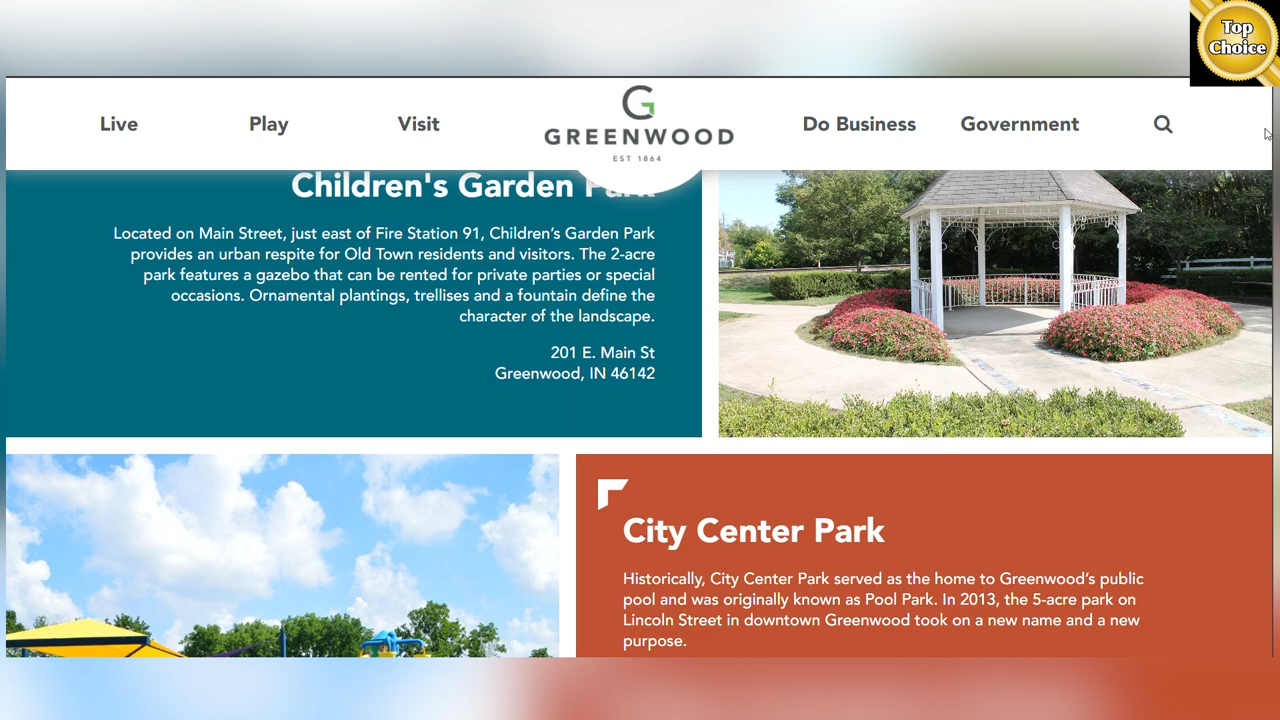 Top
Choice
Live
Play
Visit
GREENWOOD
EST 1864
Do Business
Government
Children's Garden Park
Located on Main Street, just east of Fire Station 91, Children's Garden Park
provides an urban respite for Old Town residents and visitors. The 2-acre
park features a gazebo that can be rented for private parties or special
occasions. Ornamental plantings, trellises and a fountain define the
character of the landscape.
201 E. Main St
Greenwood, IN 46142
City Center Park
Historically, City Center Park served as the home to Greenwood's public
pool and was originally known as Pool Park. In 2013, the 5-acre park on
Lincoln Street in downtown Greenwood took on a new name and a new
purpose.